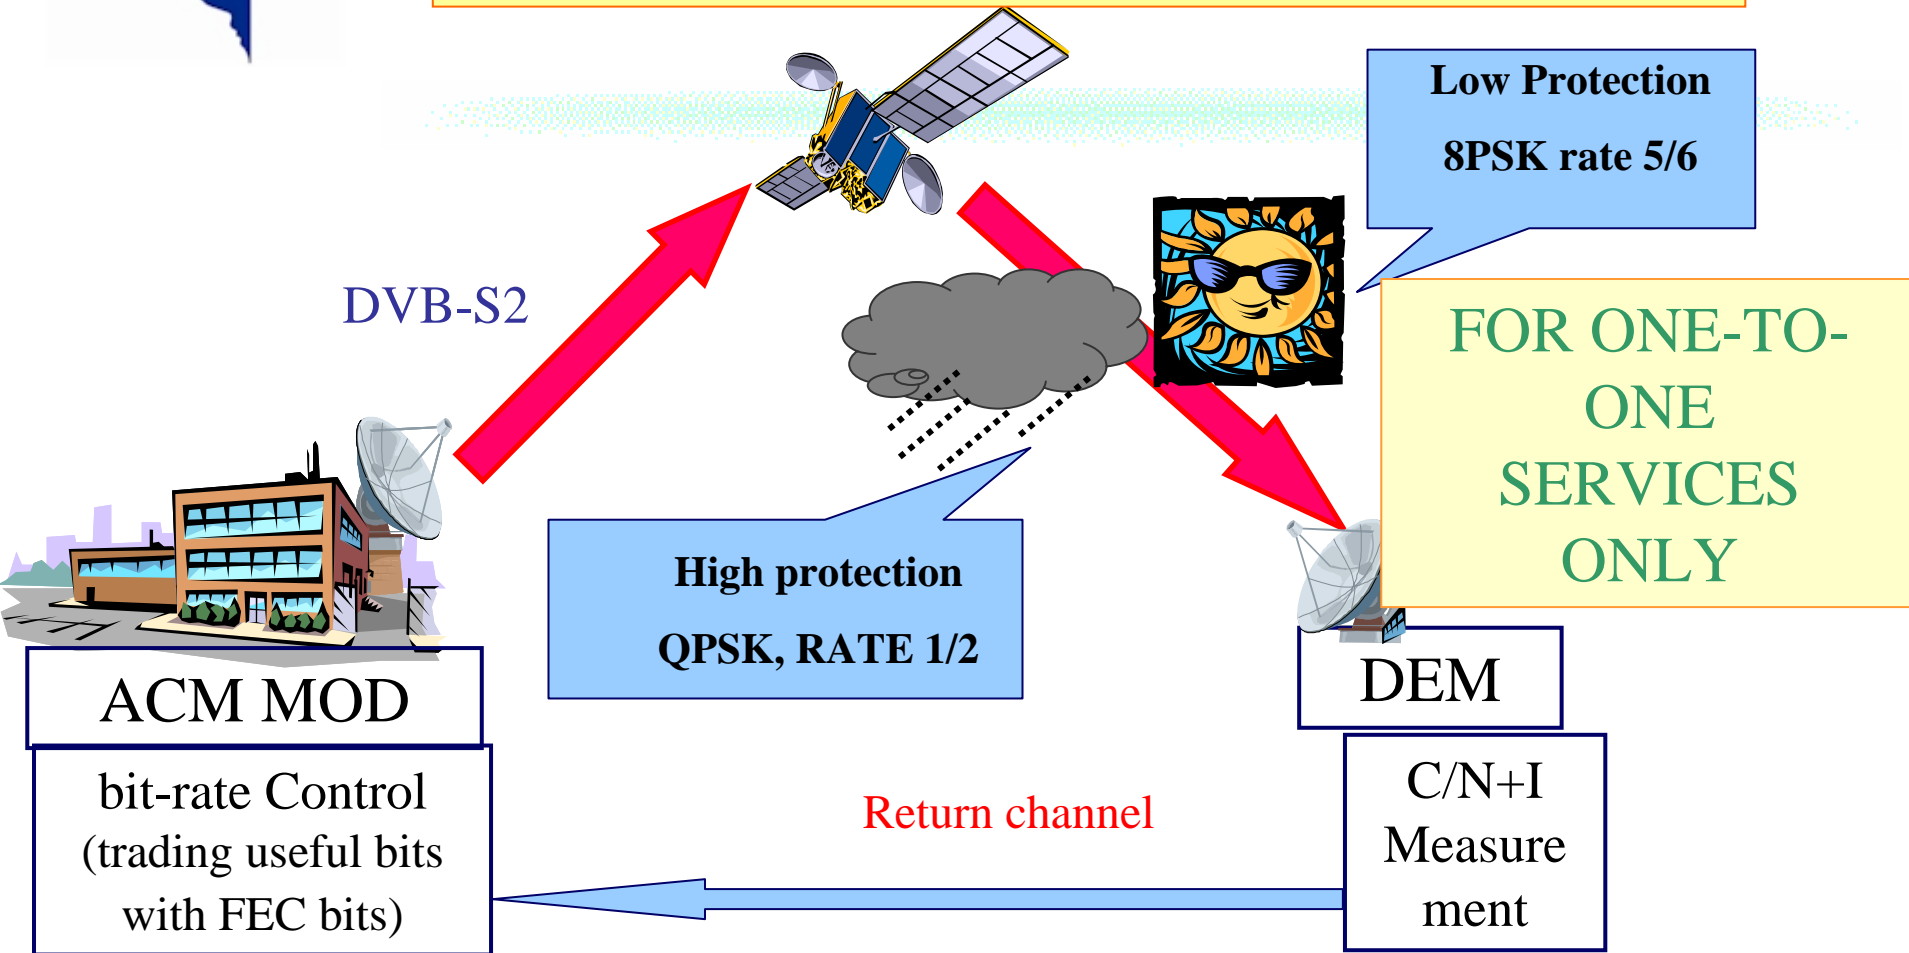 Low Protection
8PSK rate 5/6
DVB-S2
FOR ONE-TO-
ONE
SERVICES
ONLY
High protection
QPSK, RATE 1/2
ACM MOD
DEM
bit-rate Control
(trading useful bits
with FEC bits)
Return channel
C/N+I
Measure
ment